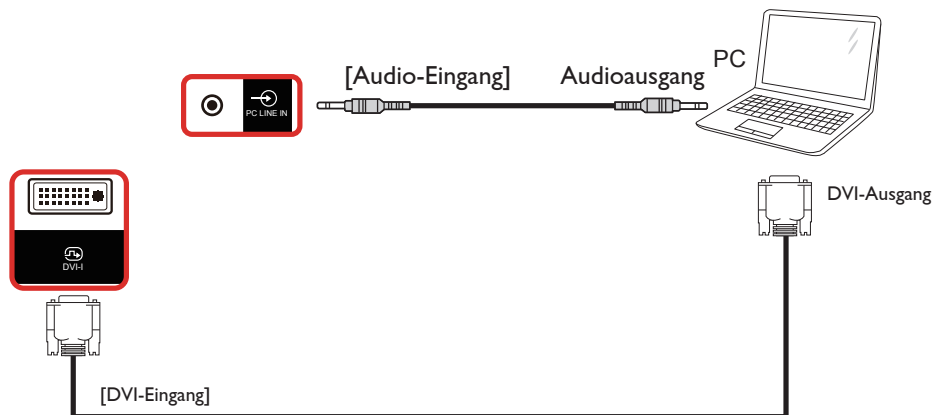 PC
[Audio-Eingang]
Audioausgang
PC LINE IN
DVI-Ausgang
DVI-I
[DVI-Eingang]